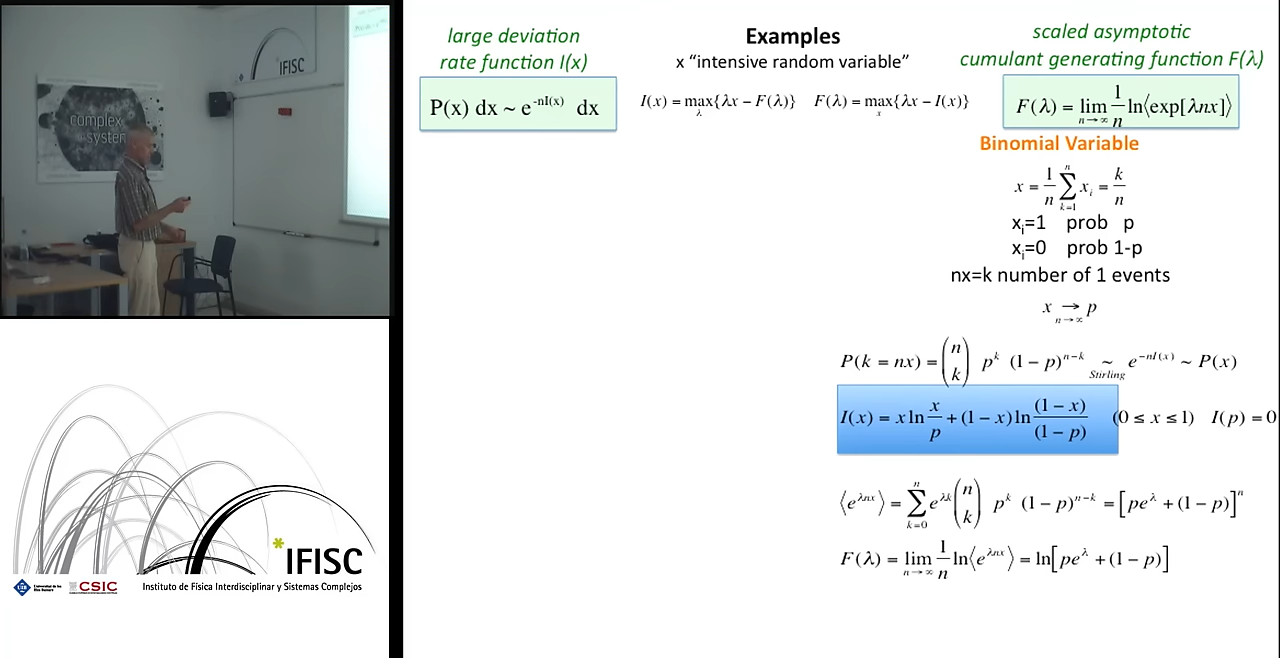 IFISC
complex
system
large deviation
rate function I(x)
P(x) dx ~ e^{-nI(x)} dx
Examples
x “intensive random variable”
I(x) = max_λ{λx − F(λ)} F(λ) = max_x{λx − I(x)}
scaled asymptotic
cumulant generating function F(λ)
F(λ) = lim_{n→∞} 1/n ln⟨exp[λnx]⟩
Binomial Variable
x = 1/n ∑_{k=1}^{n} x_i = k/n
x_i=1 prob p
x_i=0 prob 1-p
nx=k number of 1 events
x →_{n→∞} p
P(k = nx) = (n k) p^k (1 − p)^{n−k} ~_{Stirling} e^{−nI(x)} ~ P(x)
I(x) = x ln x/p + (1 − x) ln (1 − x)/(1 − p) (0 ≤ x ≤ 1) I(p) = 0
⟨e^{λnx}⟩ = ∑_{k=0}^{n} e^{λk} (n k) p^k (1 − p)^{n−k} = [pe^λ + (1 − p)]^n
F(λ) = lim_{n→∞} 1/n ln⟨e^{λnx}⟩ = ln[pe^λ + (1 − p)]
*IFISC
UIB
CSIC
Instituto de Física Interdisciplinar y Sistemas Complejos